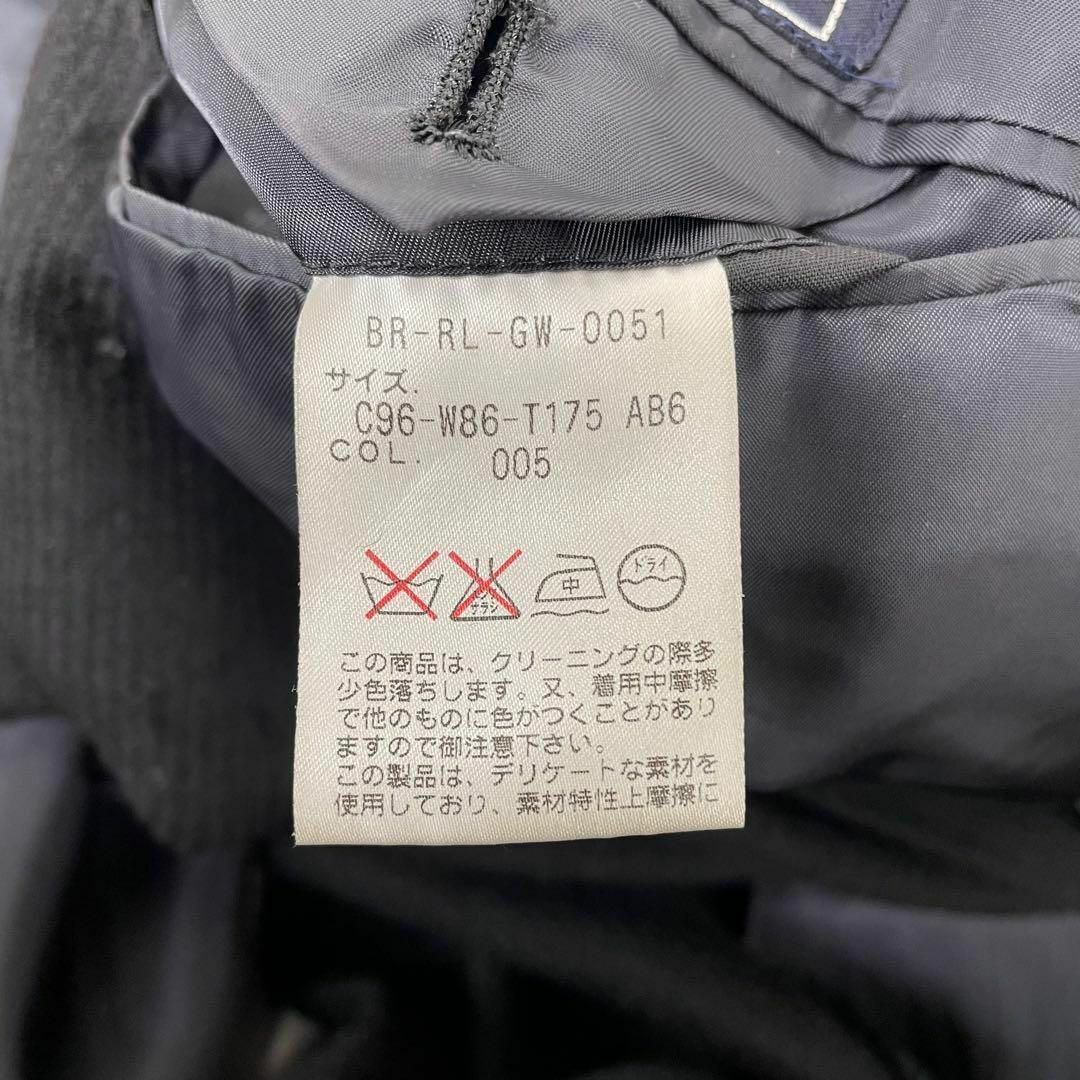 BR-RL-GW-0051
サイズ.
C96-W86-T175 AB6
COL. 005
サラシ
中
ドライ
この商品は、クリーニングの際多
少色落ちします。又、着用中摩擦
で他のものに色がつくことがあり
ますので御注意下さい。
この製品は、デリケートな素材を
使用しており、素材特性上摩擦に